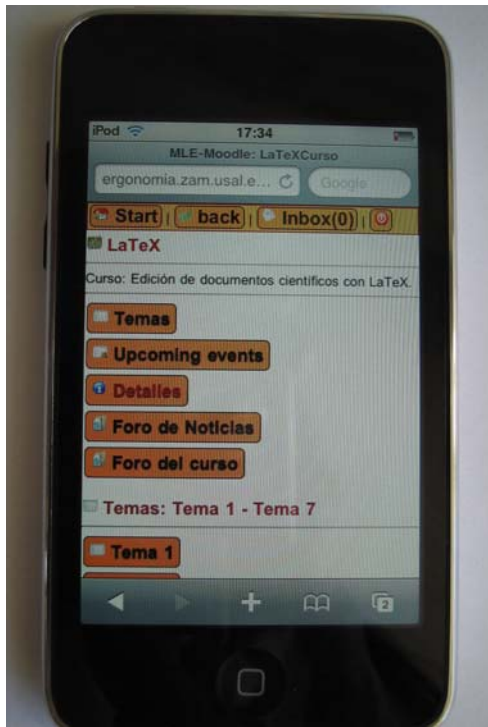 iPod 17:34
MLE-Moodle: LaTeXCurso
ergonomia.zam.usal.e... Google
Start | back | Inbox(0) |
LaTeX
Curso: Edición de documentos científicos con LaTeX.
Temas
Upcoming events
Detalles
Foro de Noticias
Foro del curso
Temas: Tema 1 - Tema 7
Tema 1
2